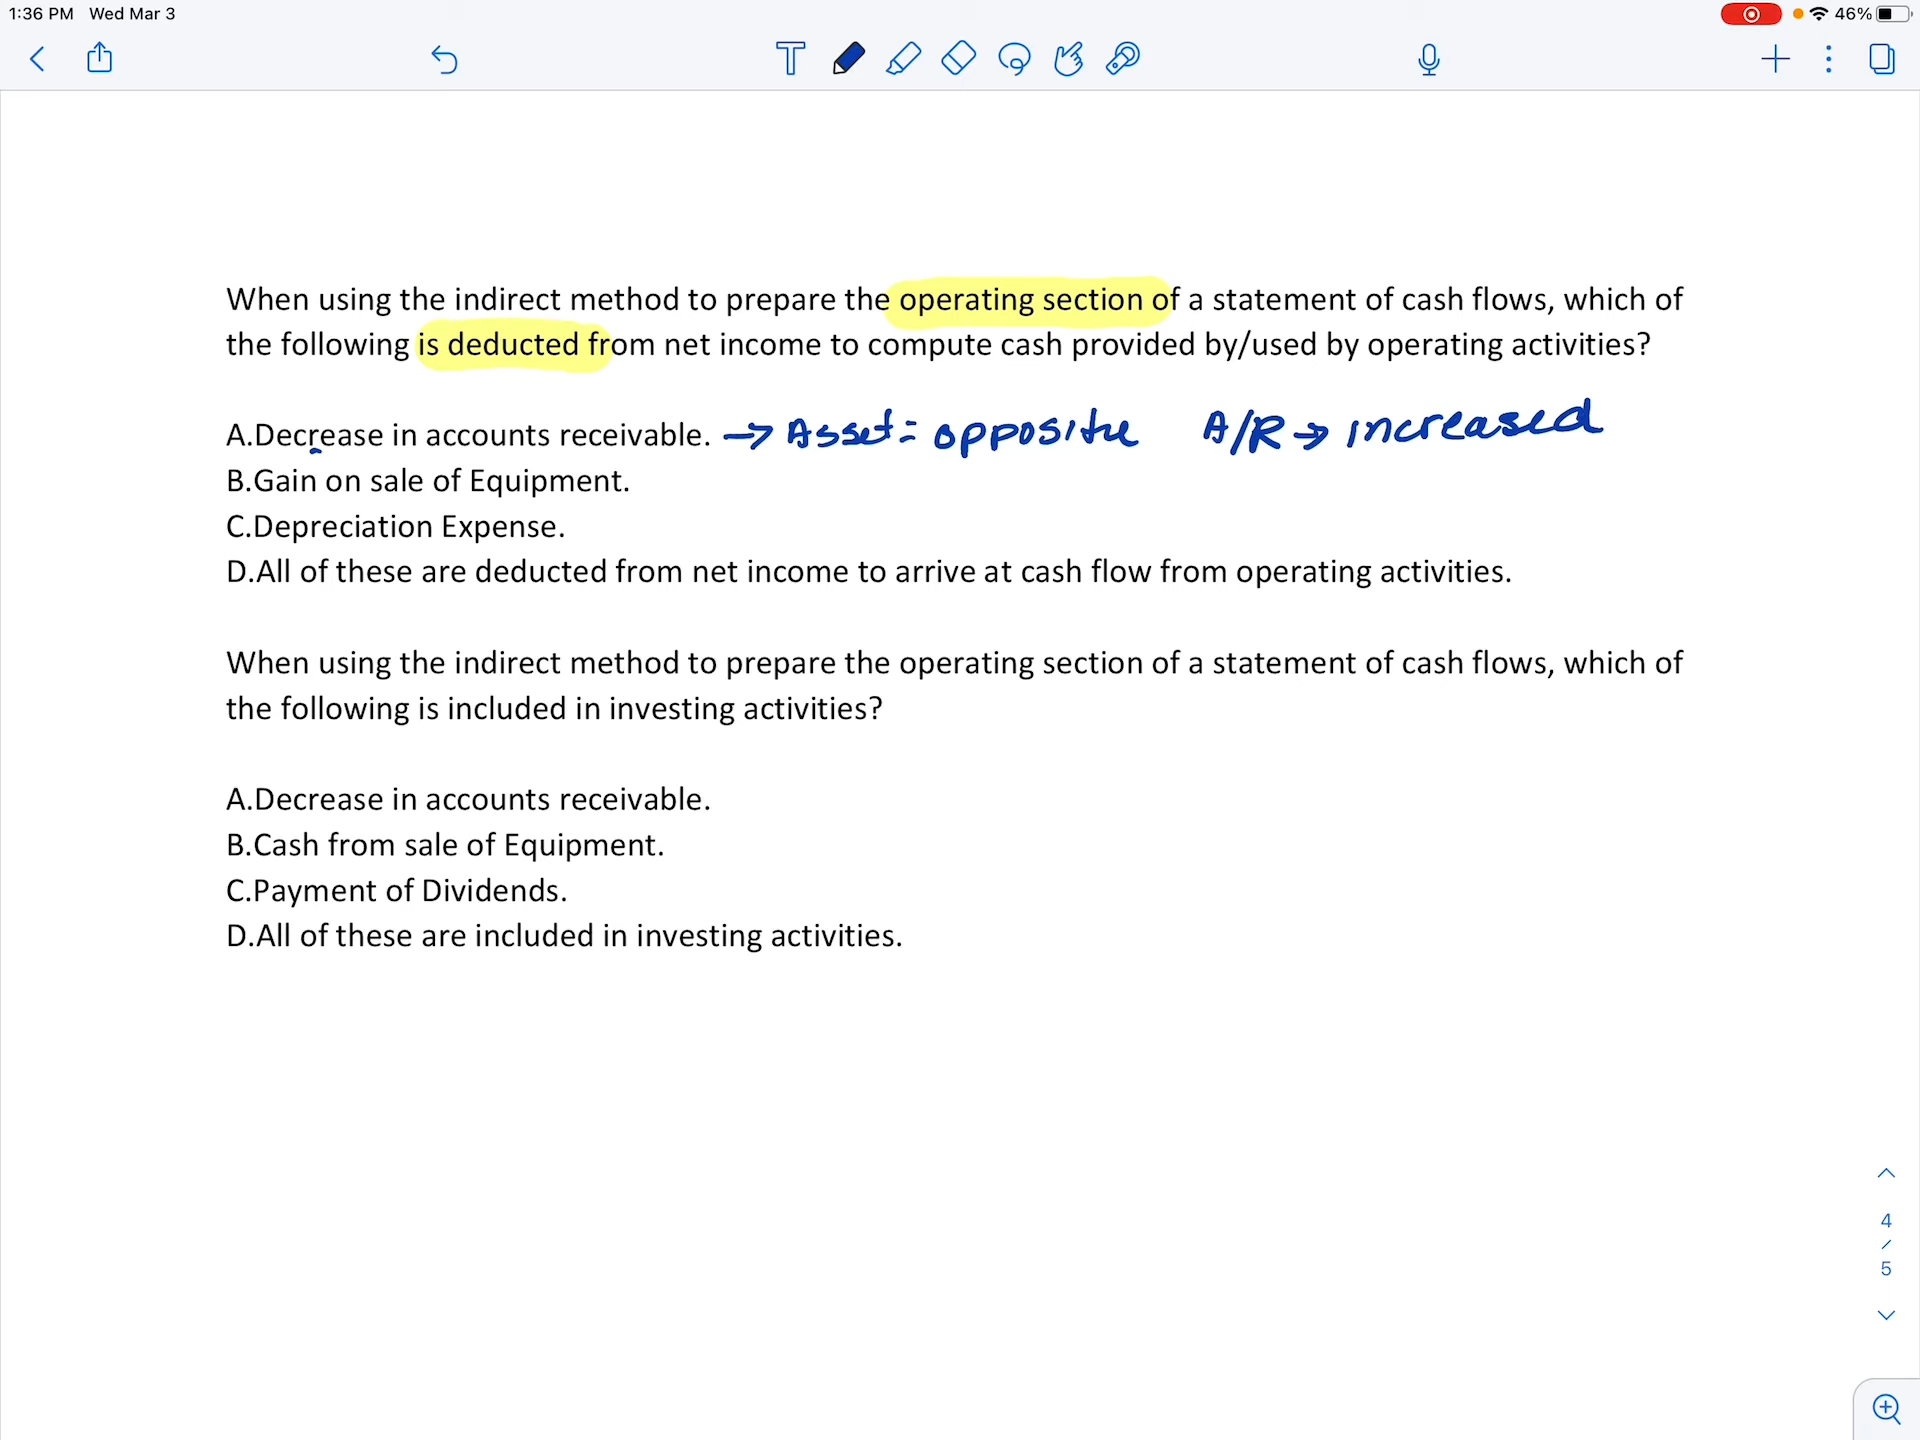 1:36 PM Wed Mar 3 46%
When using the indirect method to prepare the operating section of a statement of cash flows, which of
the following is deducted from net income to compute cash provided by/used by operating activities?
A.Decrease in accounts receivable. → Asset = opposite A/R → increased
B.Gain on sale of Equipment.
C.Depreciation Expense.
D.All of these are deducted from net income to arrive at cash flow from operating activities.
When using the indirect method to prepare the operating section of a statement of cash flows, which of
the following is included in investing activities?
A.Decrease in accounts receivable.
B.Cash from sale of Equipment.
C.Payment of Dividends.
D.All of these are included in investing activities.
4
/
5